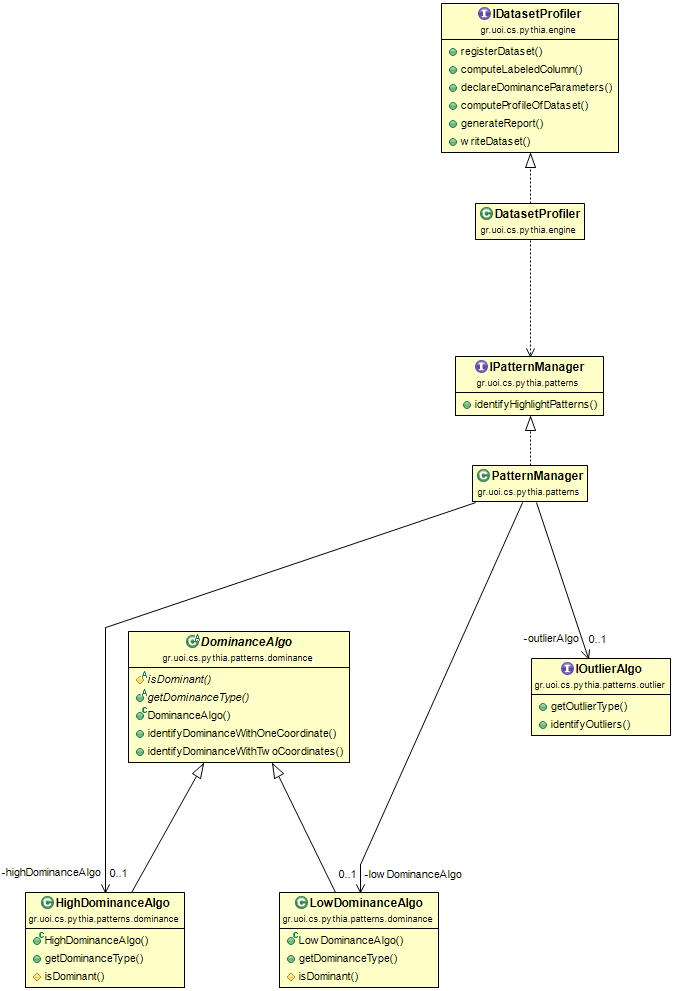 I IDatasetProfiler
gr.uoi.cs.pythia.engine
registerDataset()
computeLabeledColumn()
declareDominanceParameters()
computeProfileOfDataset()
generateReport()
writeDataset()
C DatasetProfiler
gr.uoi.cs.pythia.engine
I IPatternManager
gr.uoi.cs.pythia.patterns
identifyHighlightPatterns()
C PatternManager
gr.uoi.cs.pythia.patterns
-outlierAlgo 0..1
C A DominanceAlgo
gr.uoi.cs.pythia.patterns.dominance
A isDominant()
A getDominanceType()
C DominanceAlgo()
identifyDominanceWithOneCoordinate()
identifyDominanceWithTwoCoordinates()
I IOutlierAlgo
gr.uoi.cs.pythia.patterns.outlier
getOutlierType()
identifyOutliers()
-highDominanceAlgo 0..1
0..1 -lowDominanceAlgo
C HighDominanceAlgo
gr.uoi.cs.pythia.patterns.dominance
C HighDominanceAlgo()
getDominanceType()
isDominant()
C LowDominanceAlgo
gr.uoi.cs.pythia.patterns.dominance
C LowDominanceAlgo()
getDominanceType()
isDominant()